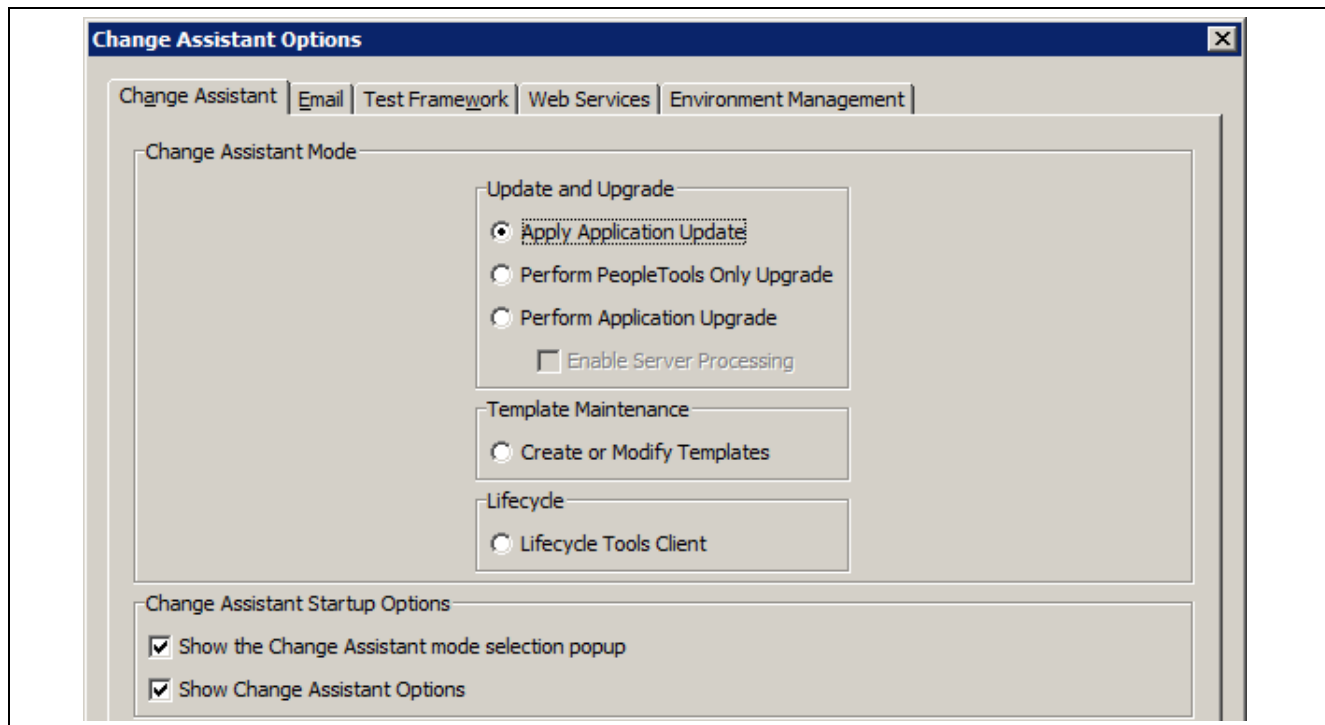 Change Assistant Options
Change Assistant Email Test Framework Web Services Environment Management
Change Assistant Mode
Update and Upgrade
Apply Application Update
Perform PeopleTools Only Upgrade
Perform Application Upgrade
Enable Server Processing
Template Maintenance
Create or Modify Templates
Lifecycle
Lifecycle Tools Client
Change Assistant Startup Options
Show the Change Assistant mode selection popup
Show Change Assistant Options